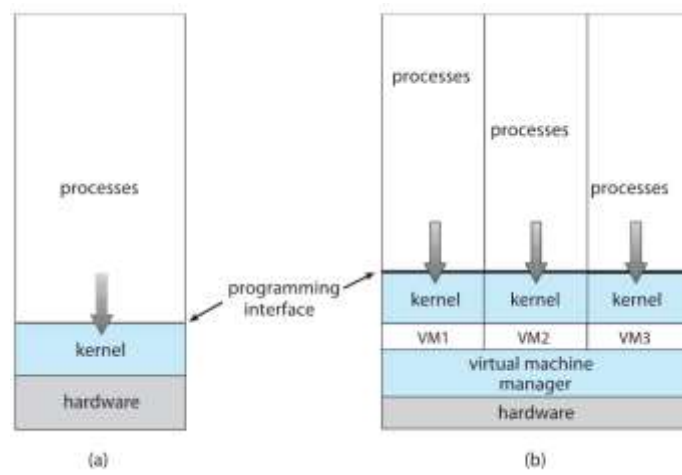 processes
kernel
hardware
(a)
programming
interface
processes
processes
processes
kernel
kernel
kernel
VM1
VM2
VM3
virtual machine
manager
hardware
(b)